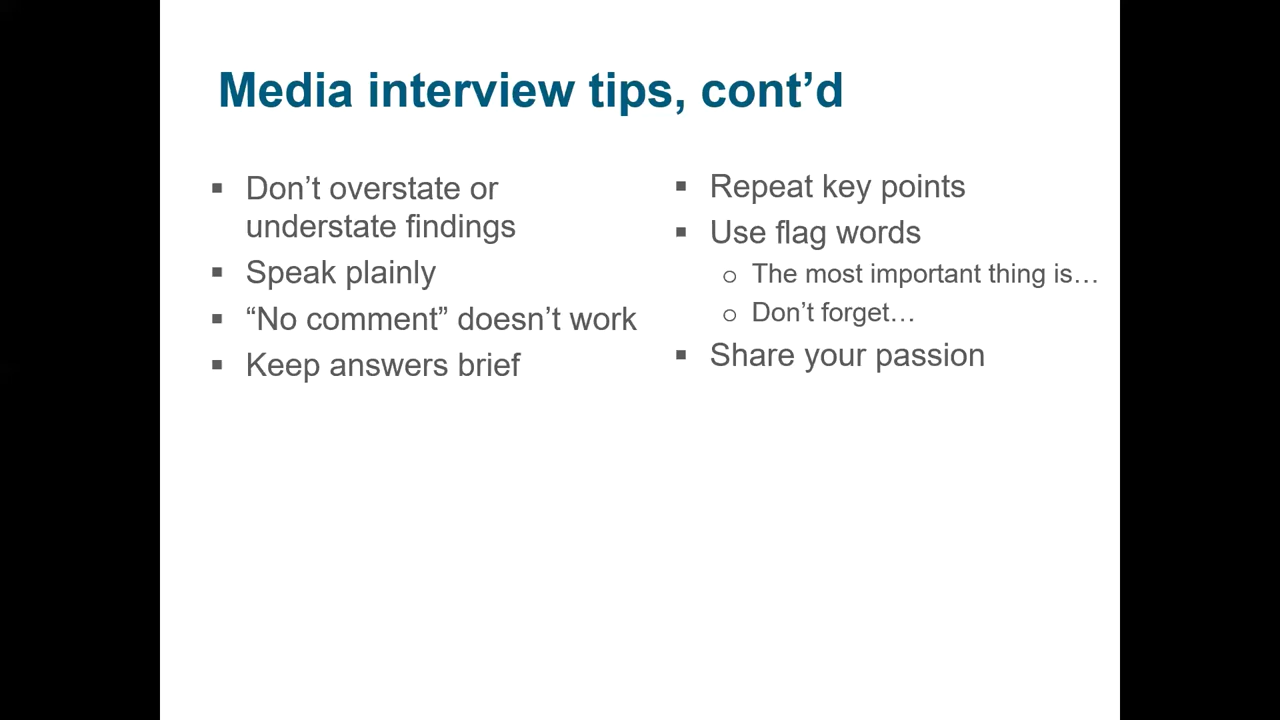 Media interview tips, cont’d
▪ Don’t overstate or
understate findings
▪ Speak plainly
▪ “No comment” doesn’t work
▪ Keep answers brief
▪ Repeat key points
▪ Use flag words
o The most important thing is…
o Don’t forget…
▪ Share your passion